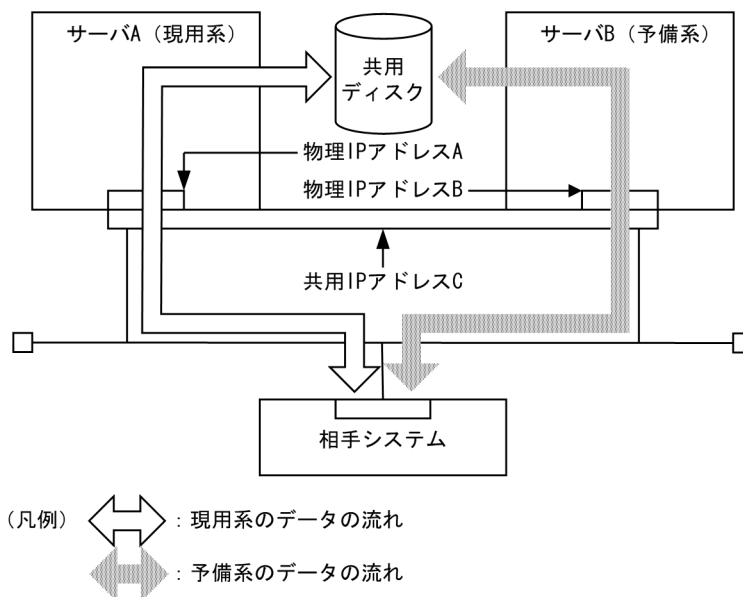 サーバA（現用系）
共用
ディスク
サーバB（予備系）
物理IPアドレスA
物理IPアドレスB
共用IPアドレスC
相手システム
（凡例）
：現用系のデータの流れ
：予備系のデータの流れ